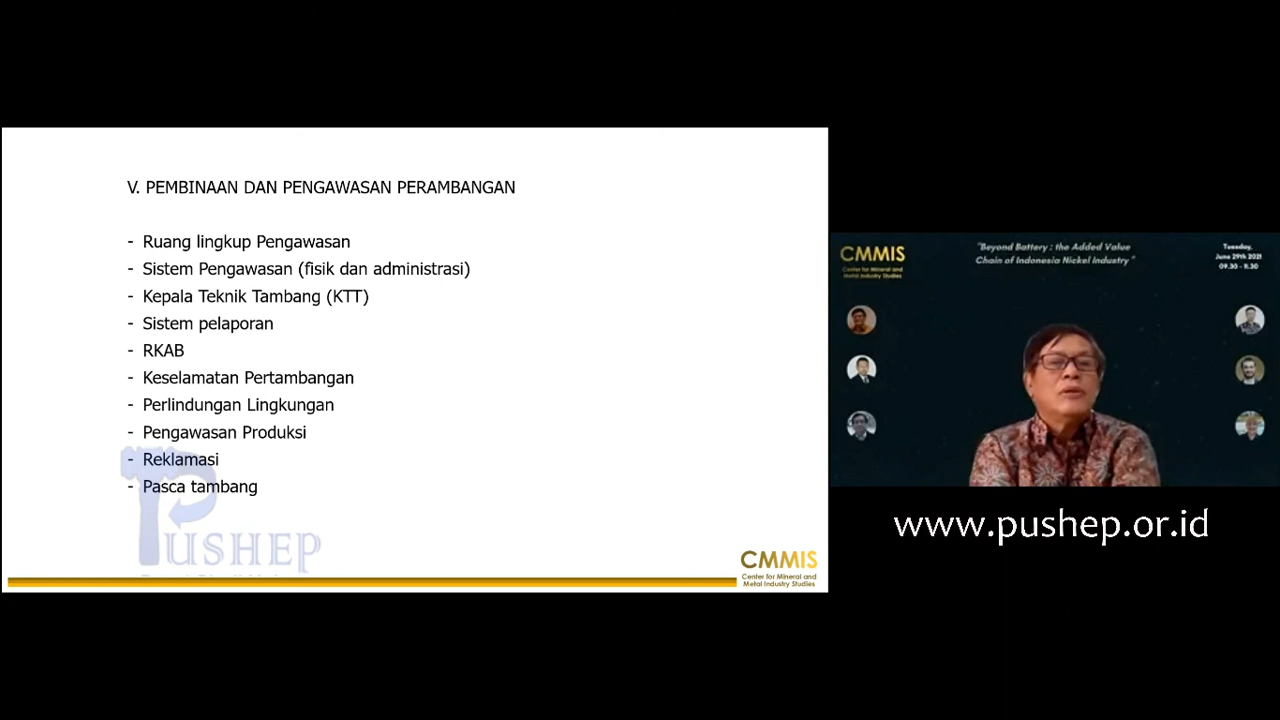 V. PEMBINAAN DAN PENGAWASAN PERAMBANGAN
- Ruang lingkup Pengawasan
- Sistem Pengawasan (fisik dan administrasi)
- Kepala Teknik Tambang (KTT)
- Sistem pelaporan
- RKAB
- Keselamatan Pertambangan
- Perlindungan Lingkungan
- Pengawasan Produksi
- Reklamasi
- Pasca tambang
PUSHEP
CMMIS
Center for Mineral and
Metal Industry Studies
CMMIS
Center for Mineral and
Metal Industry Studies
"Beyond Battery : the Added Value
Chain of Indonesia Nickel Industry"
Tuesday,
June 29th 2021
09.30 - 11.30
www.pushep.or.id